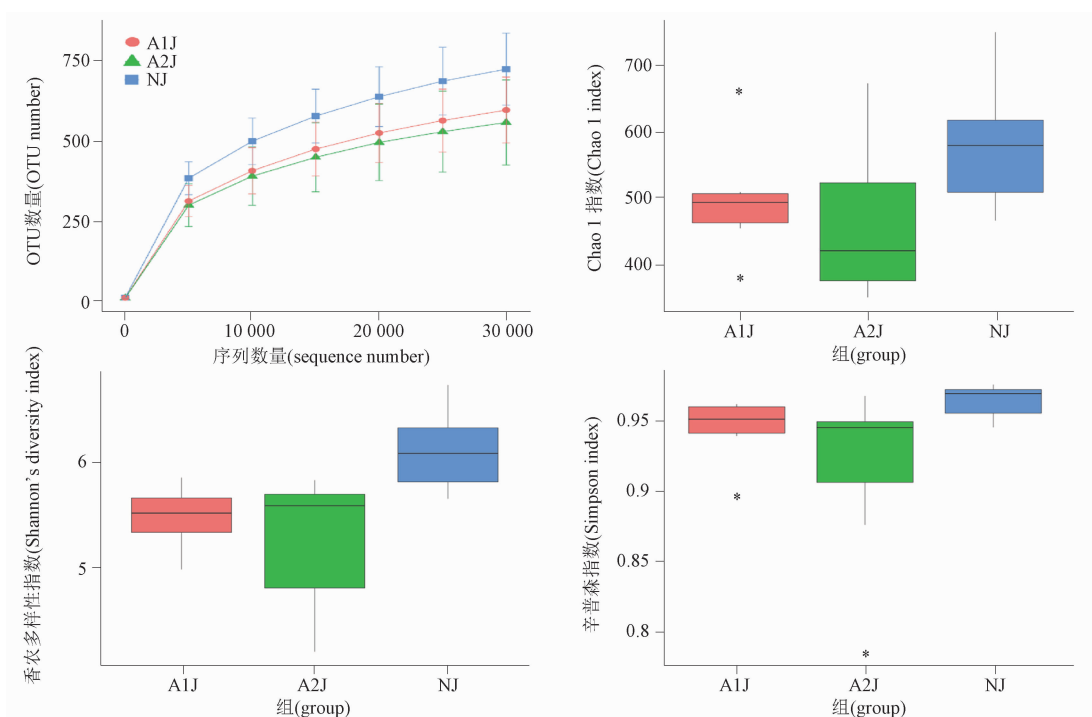 A1J
A2J
NJ
OTU数量(OTU number)
750
500
250
0
0
10 000
20 000
30 000
序列数量(sequence number)
Chao 1 指数(Chao 1 index)
700
600
500
400
*
*
A1J
A2J
NJ
组(group)
香农多样性指数(Shannon's diversity index)
6
5
A1J
A2J
NJ
组(group)
辛普森指数(Simpson index)
0.95
0.9
0.85
0.8
*
*
A1J
A2J
NJ
组(group)